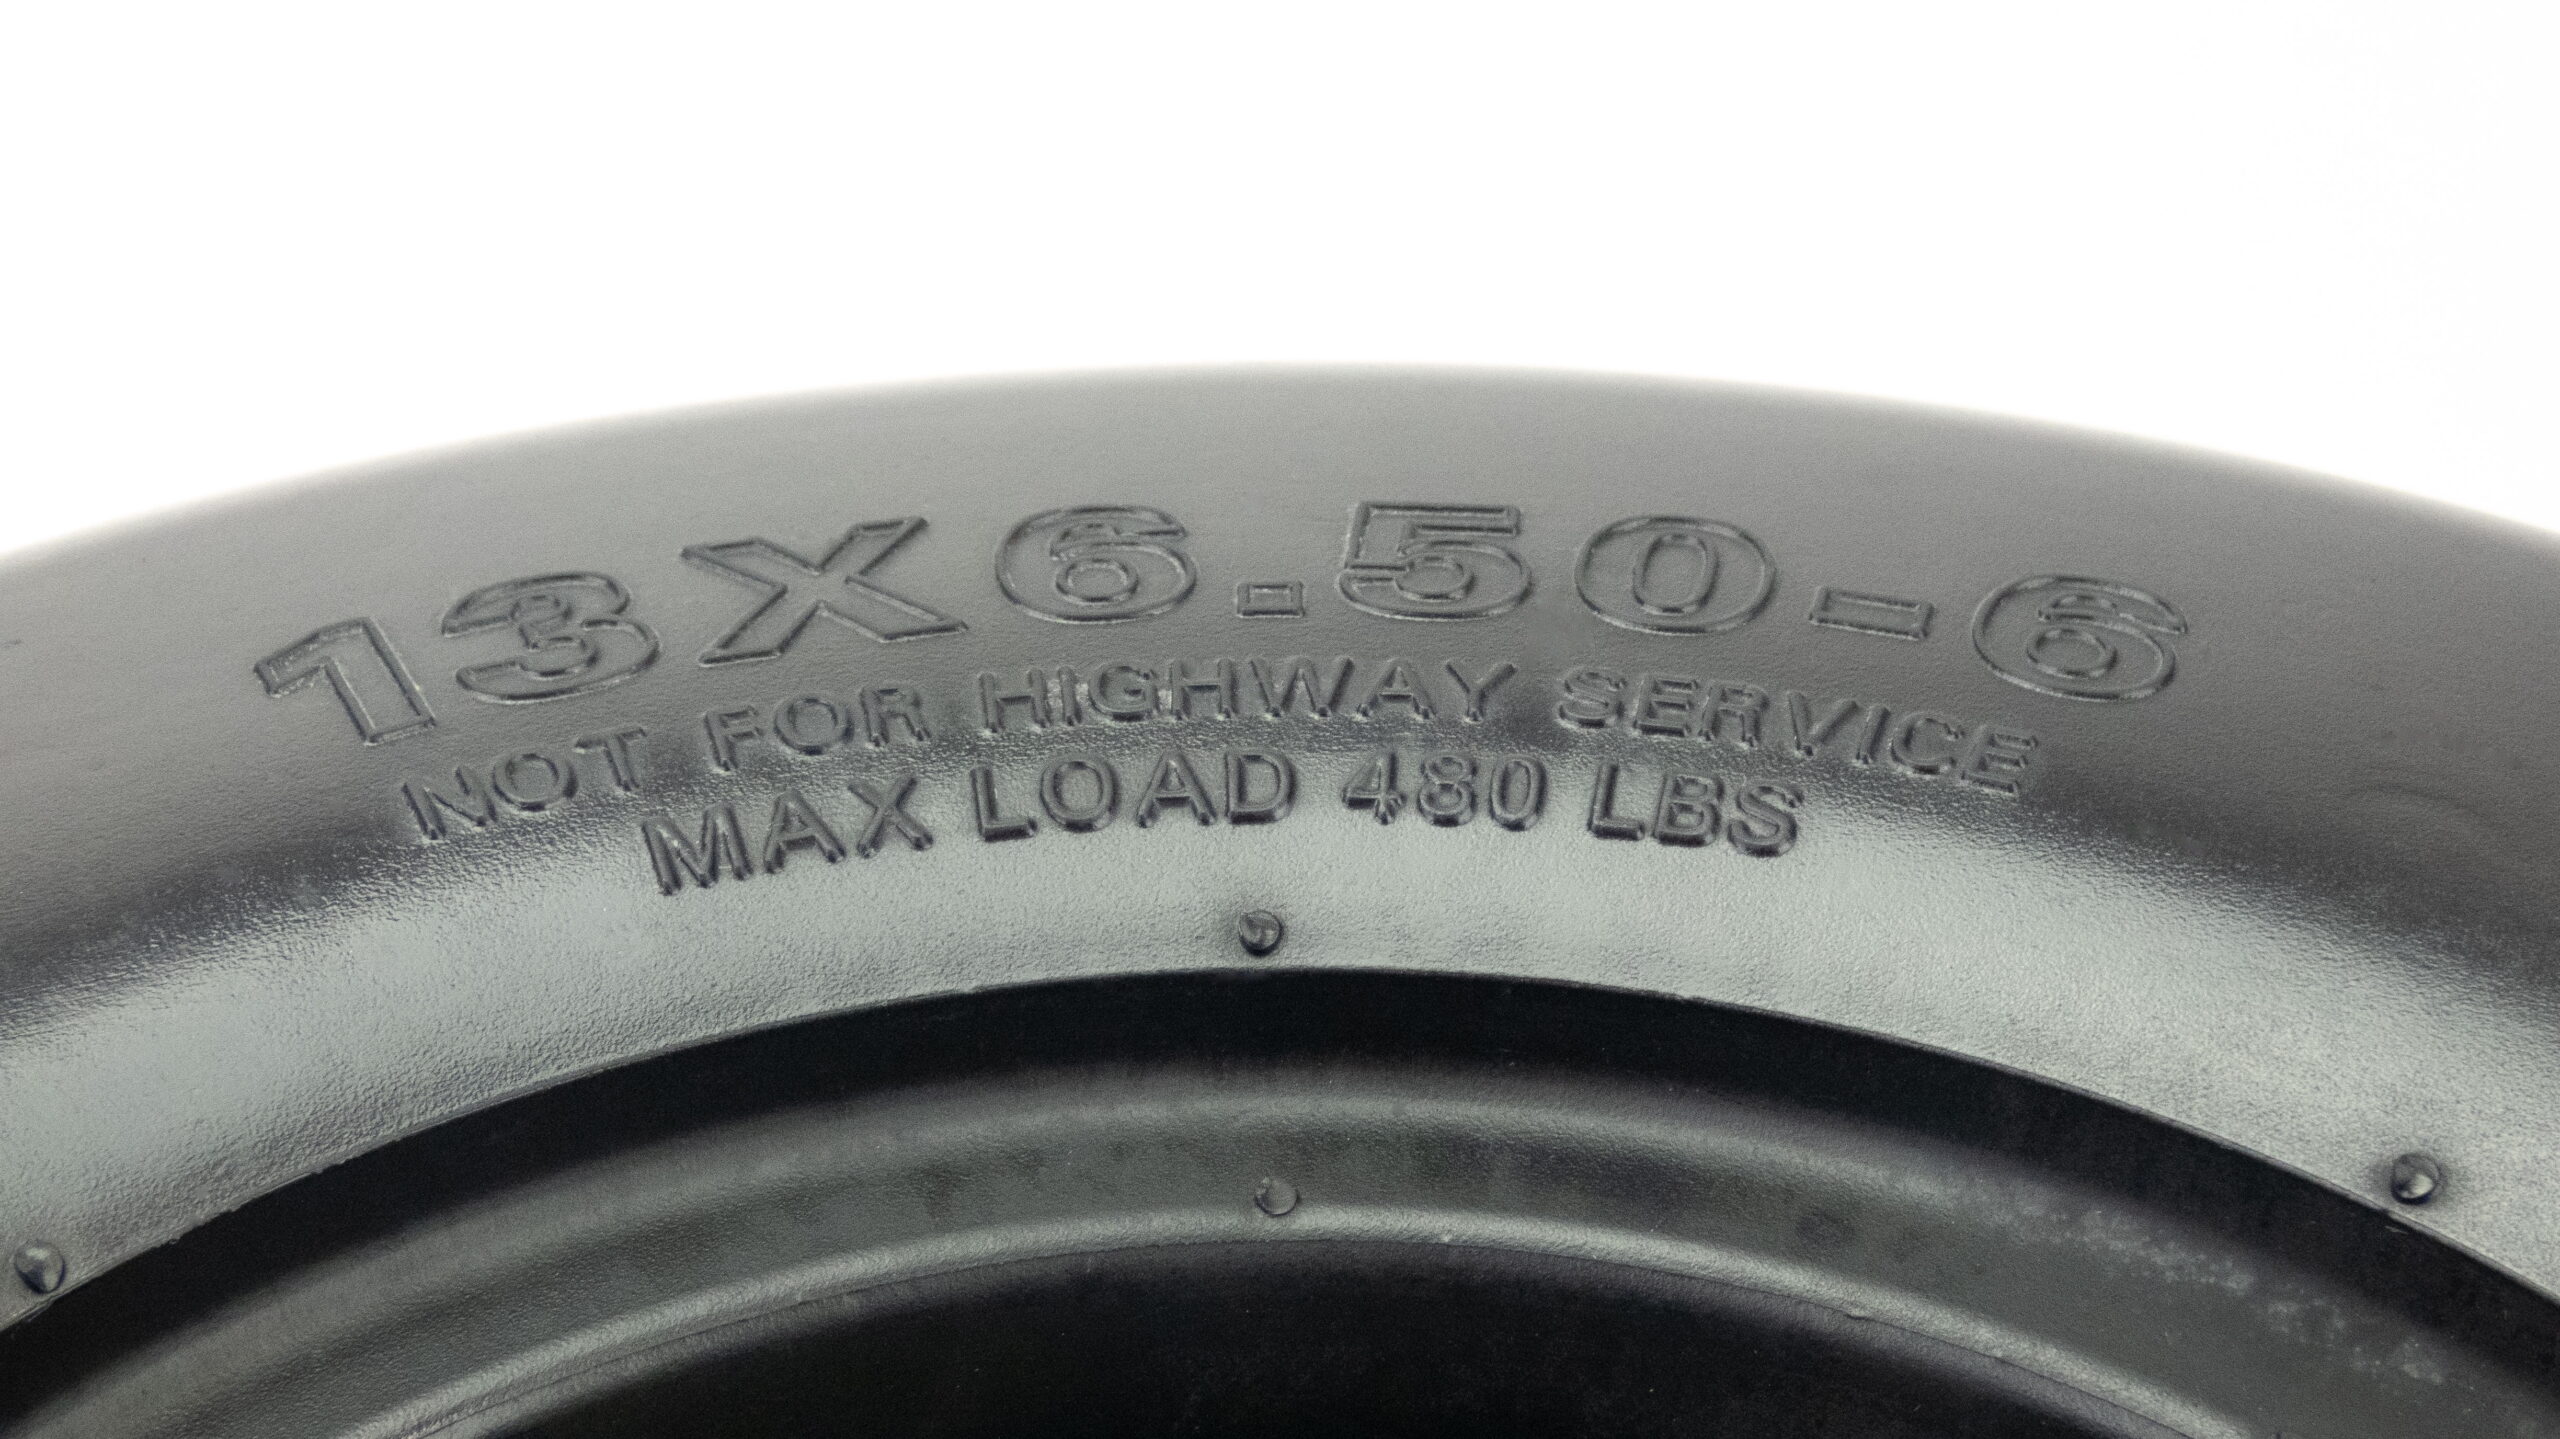 13X6.50-6
NOT FOR HIGHWAY SERVICE
MAX LOAD 480 LBS